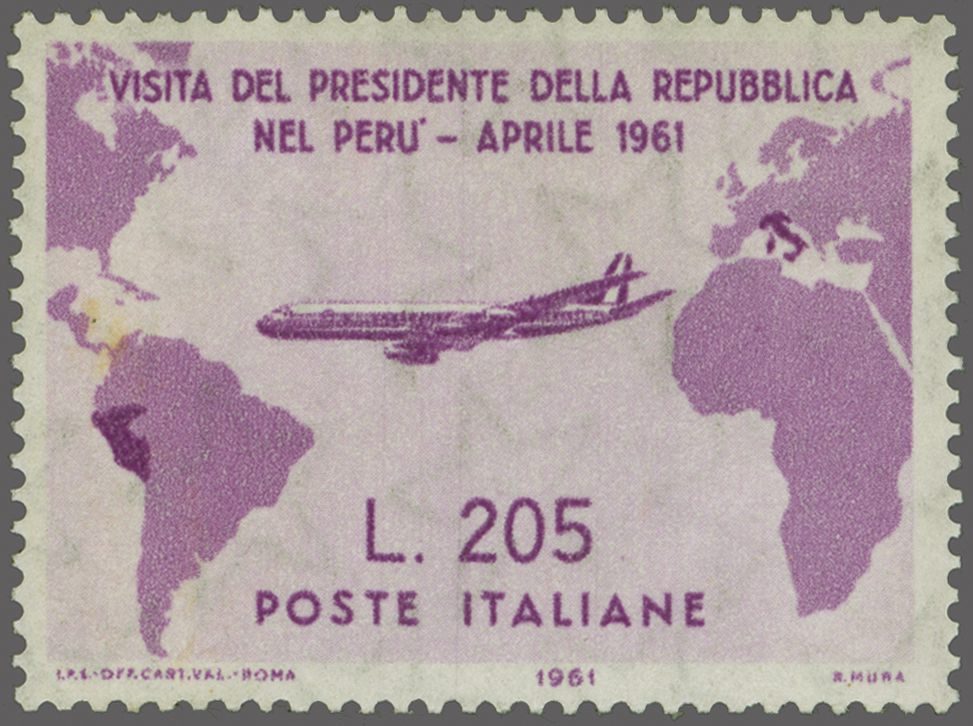 VISITA DEL PRESIDENTE DELLA REPUBBLICA
NEL PERU' - APRILE 1961
L. 205
POSTE ITALIANE
I.P.S.-OFF.CART.VAL.-ROMA 1961 R.MURA